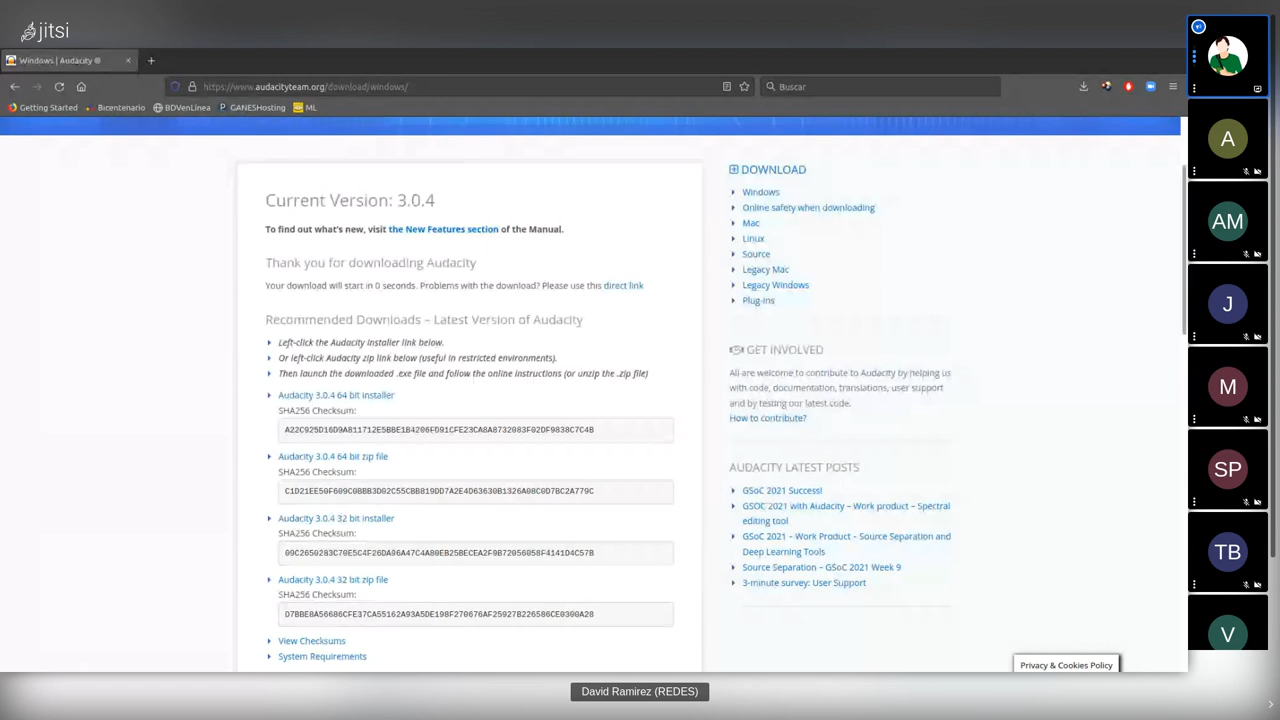 jitsi
Windows | Audacity ®
https://www.audacityteam.org/download/windows/
Buscar
Getting Started
Bicentenario
BDVenLínea
GANESHosting
ML
Current Version: 3.0.4
To find out what's new, visit the New Features section of the Manual.
Thank you for downloading Audacity
Your download will start in 0 seconds. Problems with the download? Please use this direct link
Recommended Downloads – Latest Version of Audacity
Left-click the Audacity installer link below.
Or left-click Audacity zip link below (useful in restricted environments).
Then launch the downloaded .exe file and follow the online instructions (or unzip the .zip file)
Audacity 3.0.4 64 bit installer
SHA256 Checksum:
A22C925D16D9A811712E5BBE1B4206F091CFE23CA8A8732083F02DF9838C7C4B
Audacity 3.0.4 64 bit zip file
SHA256 Checksum:
C1D21EE50F609C0BBB3D02C55CBB819DD7A2E4D63630B1326A08C0D7BC2A779C
Audacity 3.0.4 32 bit installer
SHA256 Checksum:
09C2650283C70E5C4F26DA06A47C4A80EB25BECEA2F9B72056058F4141D4C57B
Audacity 3.0.4 32 bit zip file
SHA256 Checksum:
D7BBE8A56686CFE37CA55162A93A5DE198F270676AF25927B226586CE0300A28
View Checksums
System Requirements
DOWNLOAD
Windows
Online safety when downloading
Mac
Linux
Source
Legacy Mac
Legacy Windows
Plug-ins
GET INVOLVED
All are welcome to contribute to Audacity by helping us
with code, documentation, translations, user support
and by testing our latest code.
How to contribute?
AUDACITY LATEST POSTS
GSoC 2021 Success!
GSOC 2021 with Audacity – Work product – Spectral
editing tool
GSoC 2021 – Work Product – Source Separation and
Deep Learning Tools
Source Separation – GSoC 2021 Week 9
3-minute survey: User Support
Privacy & Cookies Policy
A
AM
J
M
SP
TB
V
David Ramirez (REDES)